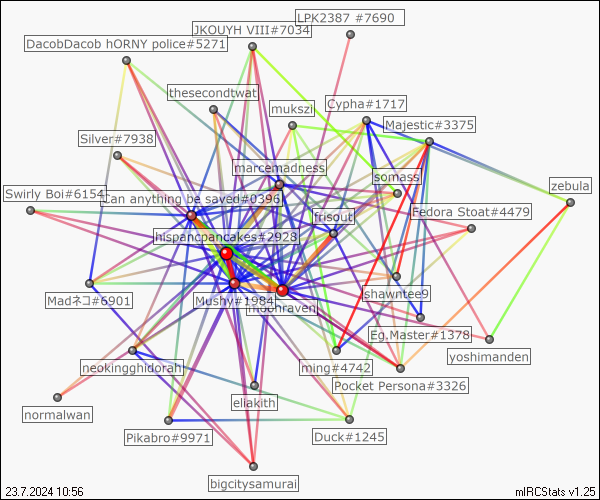 LPK2387 #7690
JKOUYH VIII#7034
DacobDacob hORNY police#5271
thesecondtwat
mukszi
Cypha#1717
Majestic#3375
Silver#7938
marcemadness
somass
zebula
Swirly Boi#6154
Can anything be saved#0396
frisout
Fedora Stoat#4479
hispancpancakes#2928
Madネコ#6901
Mushy#1984
shawntee9
Eg.Master#1378
yoshimanden
neokingghidorah
ming#4742
Pocket Persona#3326
eliakith
normalwan
Pikabro#9971
Duck#1245
bigcitysamurai
23.7.2024 10:56
mIRCStats v1.25